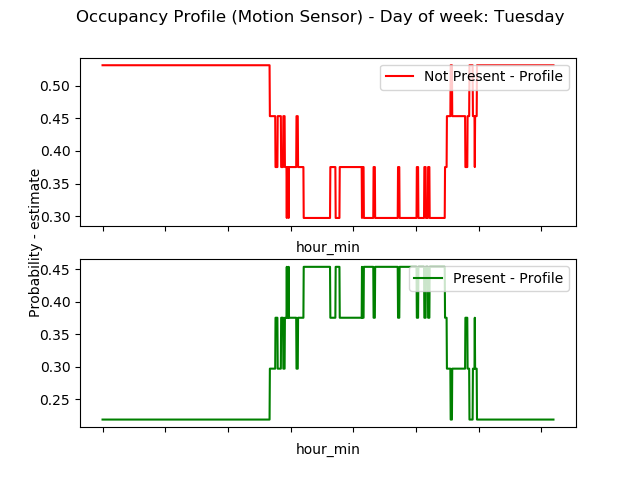 Occupancy Profile (Motion Sensor) - Day of week: Tuesday
Probability - estimate
0.50
0.45
0.40
0.35
0.30
Not Present - Profile
hour_min
0.45
0.40
0.35
0.30
0.25
Present - Profile
hour_min